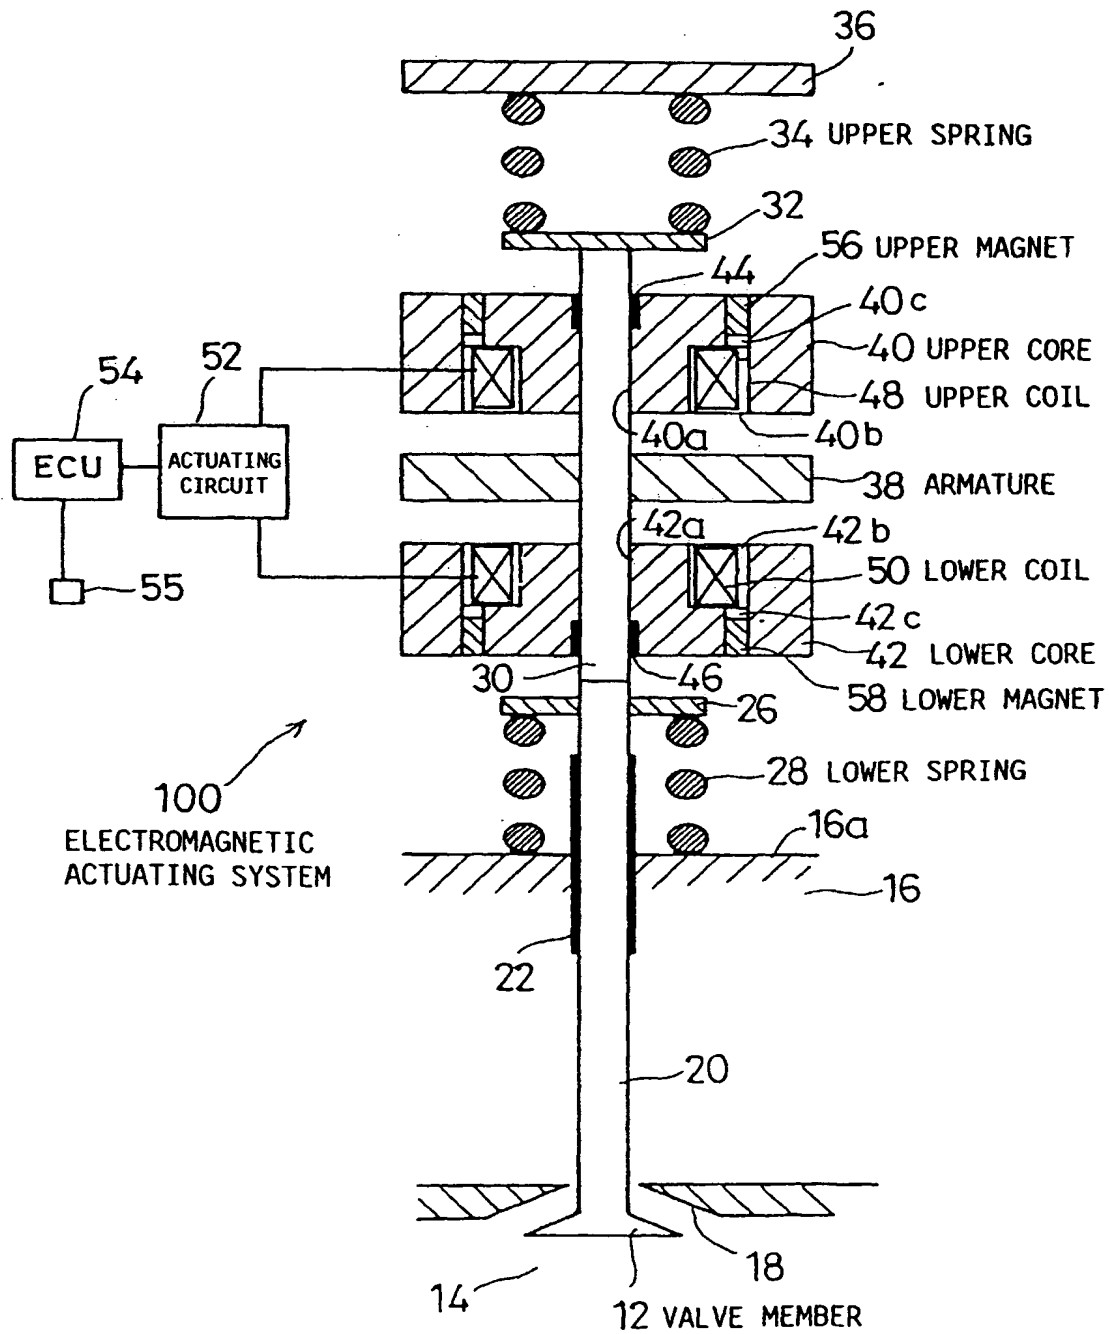 36
34 UPPER SPRING
32
56 UPPER MAGNET
44
40c
40 UPPER CORE
54
52
48 UPPER COIL
40a
40b
ECU
ACTUATING
CIRCUIT
38 ARMATURE
42a
42b
50 LOWER COIL
55
42c
42 LOWER CORE
30
46
58 LOWER MAGNET
26
28 LOWER SPRING
100
ELECTROMAGNETIC
ACTUATING SYSTEM
16a
16
22
20
18
14
12 VALVE MEMBER